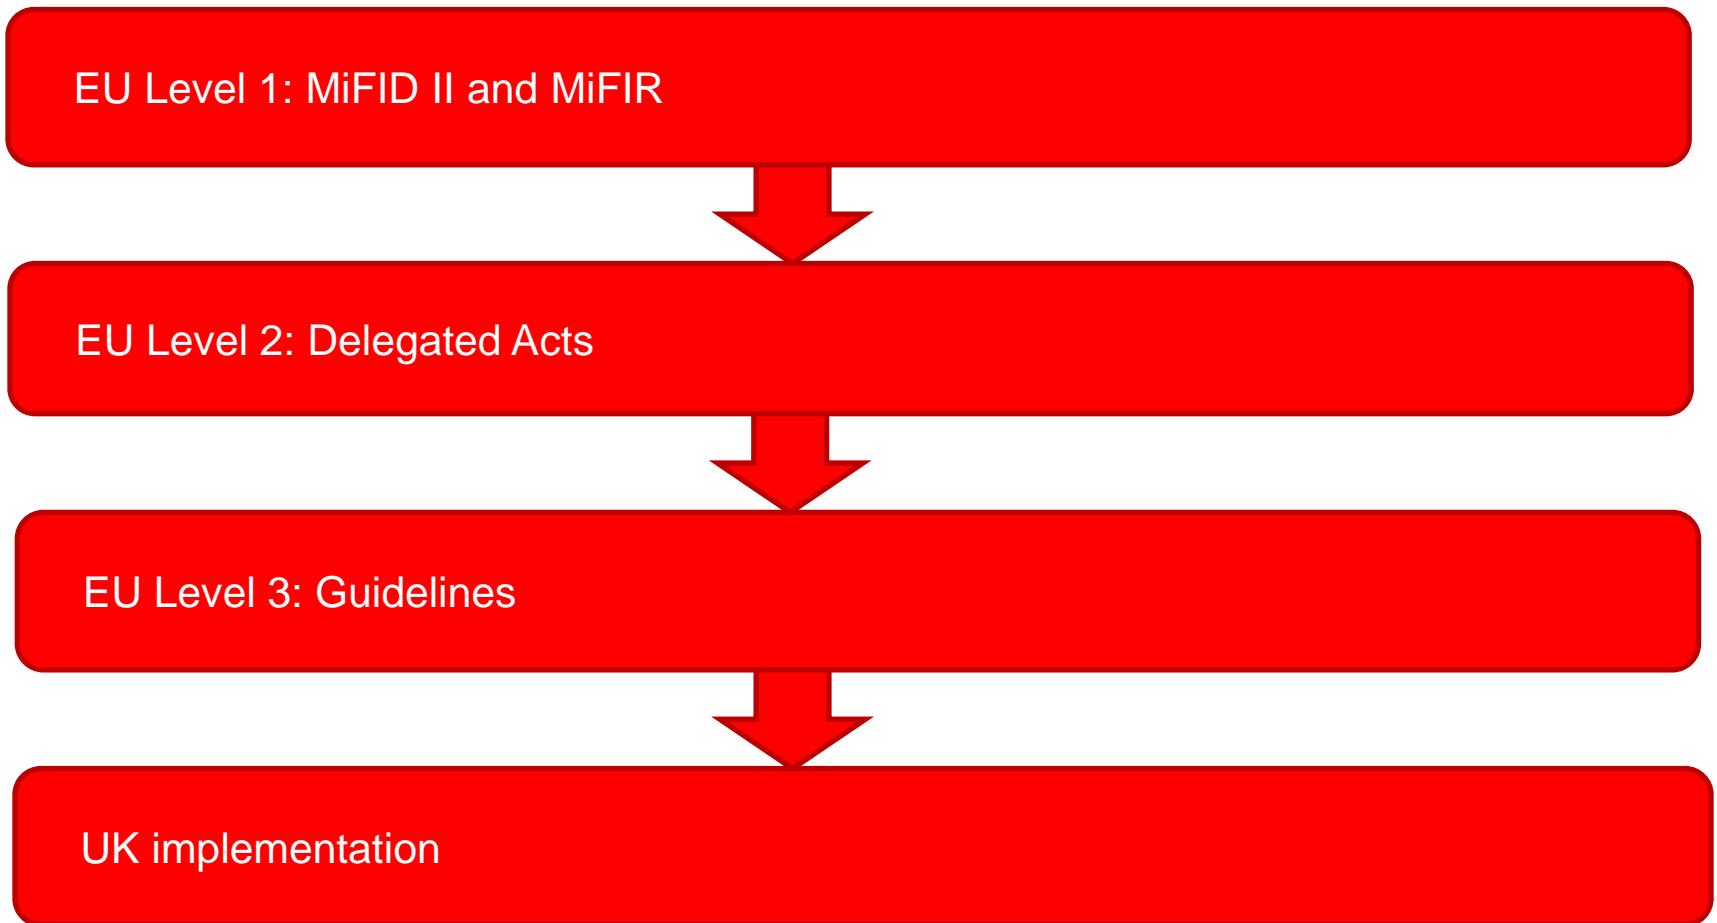 EU Level 1: MiFID II and MiFIR
EU Level 2: Delegated Acts
EU Level 3: Guidelines
UK implementation